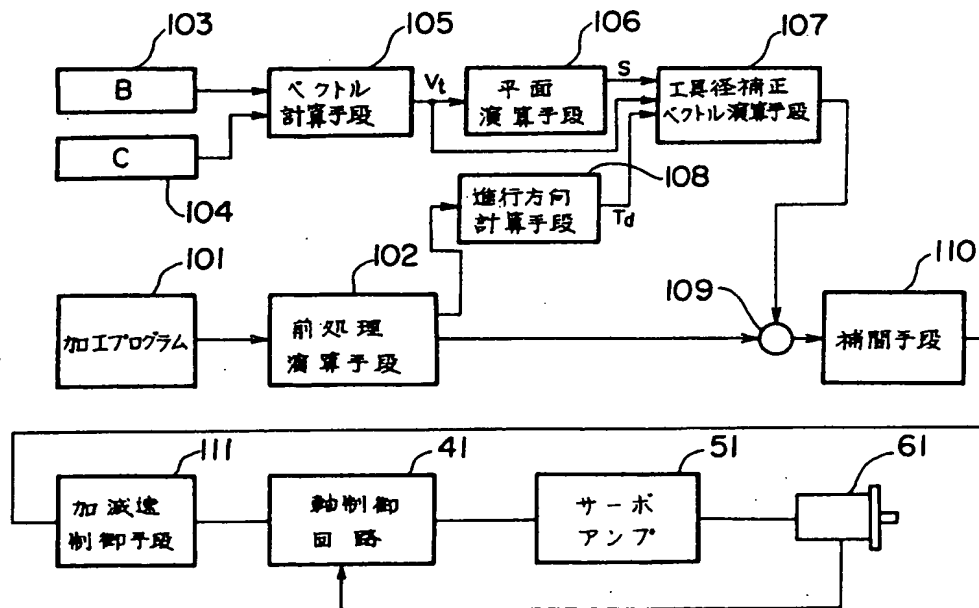 103
105
106
107
B
ベクトル
計算手段
Vt
平面
演算手段
S
工具径補正
ベクトル演算手段
C
104
進行方向
計算手段
108
Td
101
102
109
110
加工プログラム
前処理
演算手段
補間手段
111
41
51
61
加減速
制御手段
軸制御
回路
サーボ
アンプ